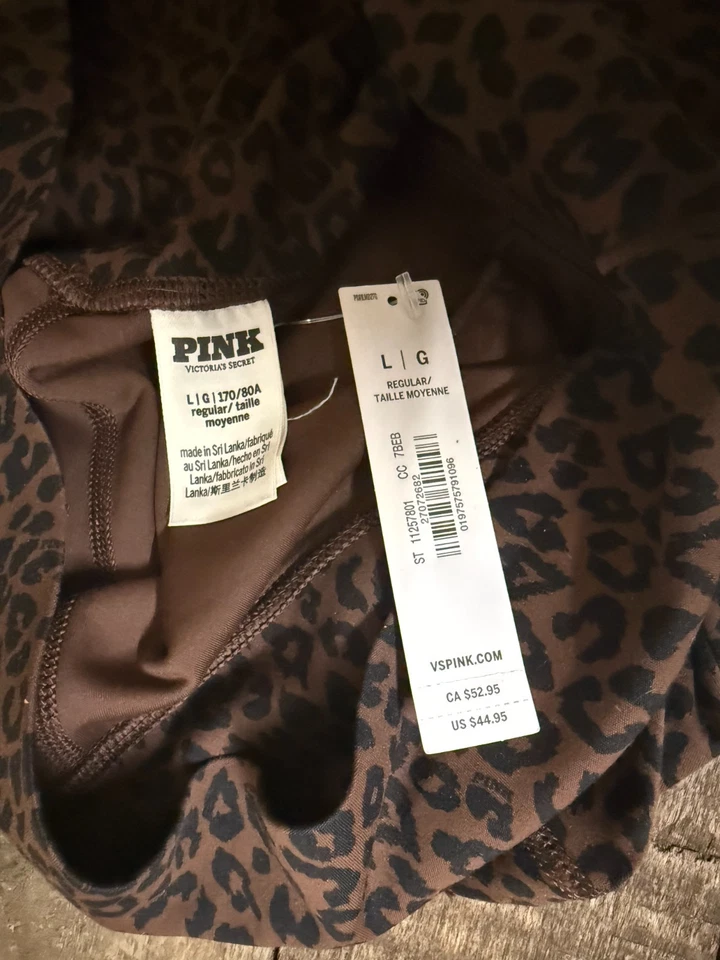 PINK
VICTORIA'S SECRET
L|G|170/80A
regular/ taille
moyenne
made in Sri Lanka/fabriqué
au Sri Lanka/hecho en Sri
Lanka/fabbricato in Sri
Lanka/斯里兰卡制造
L | G
REGULAR/
TAILLE MOYENNE
ST 11257801 CC 7BEB
27072682
0197575791096
VSPINK.COM
CA $52.95
US $44.95
PINK